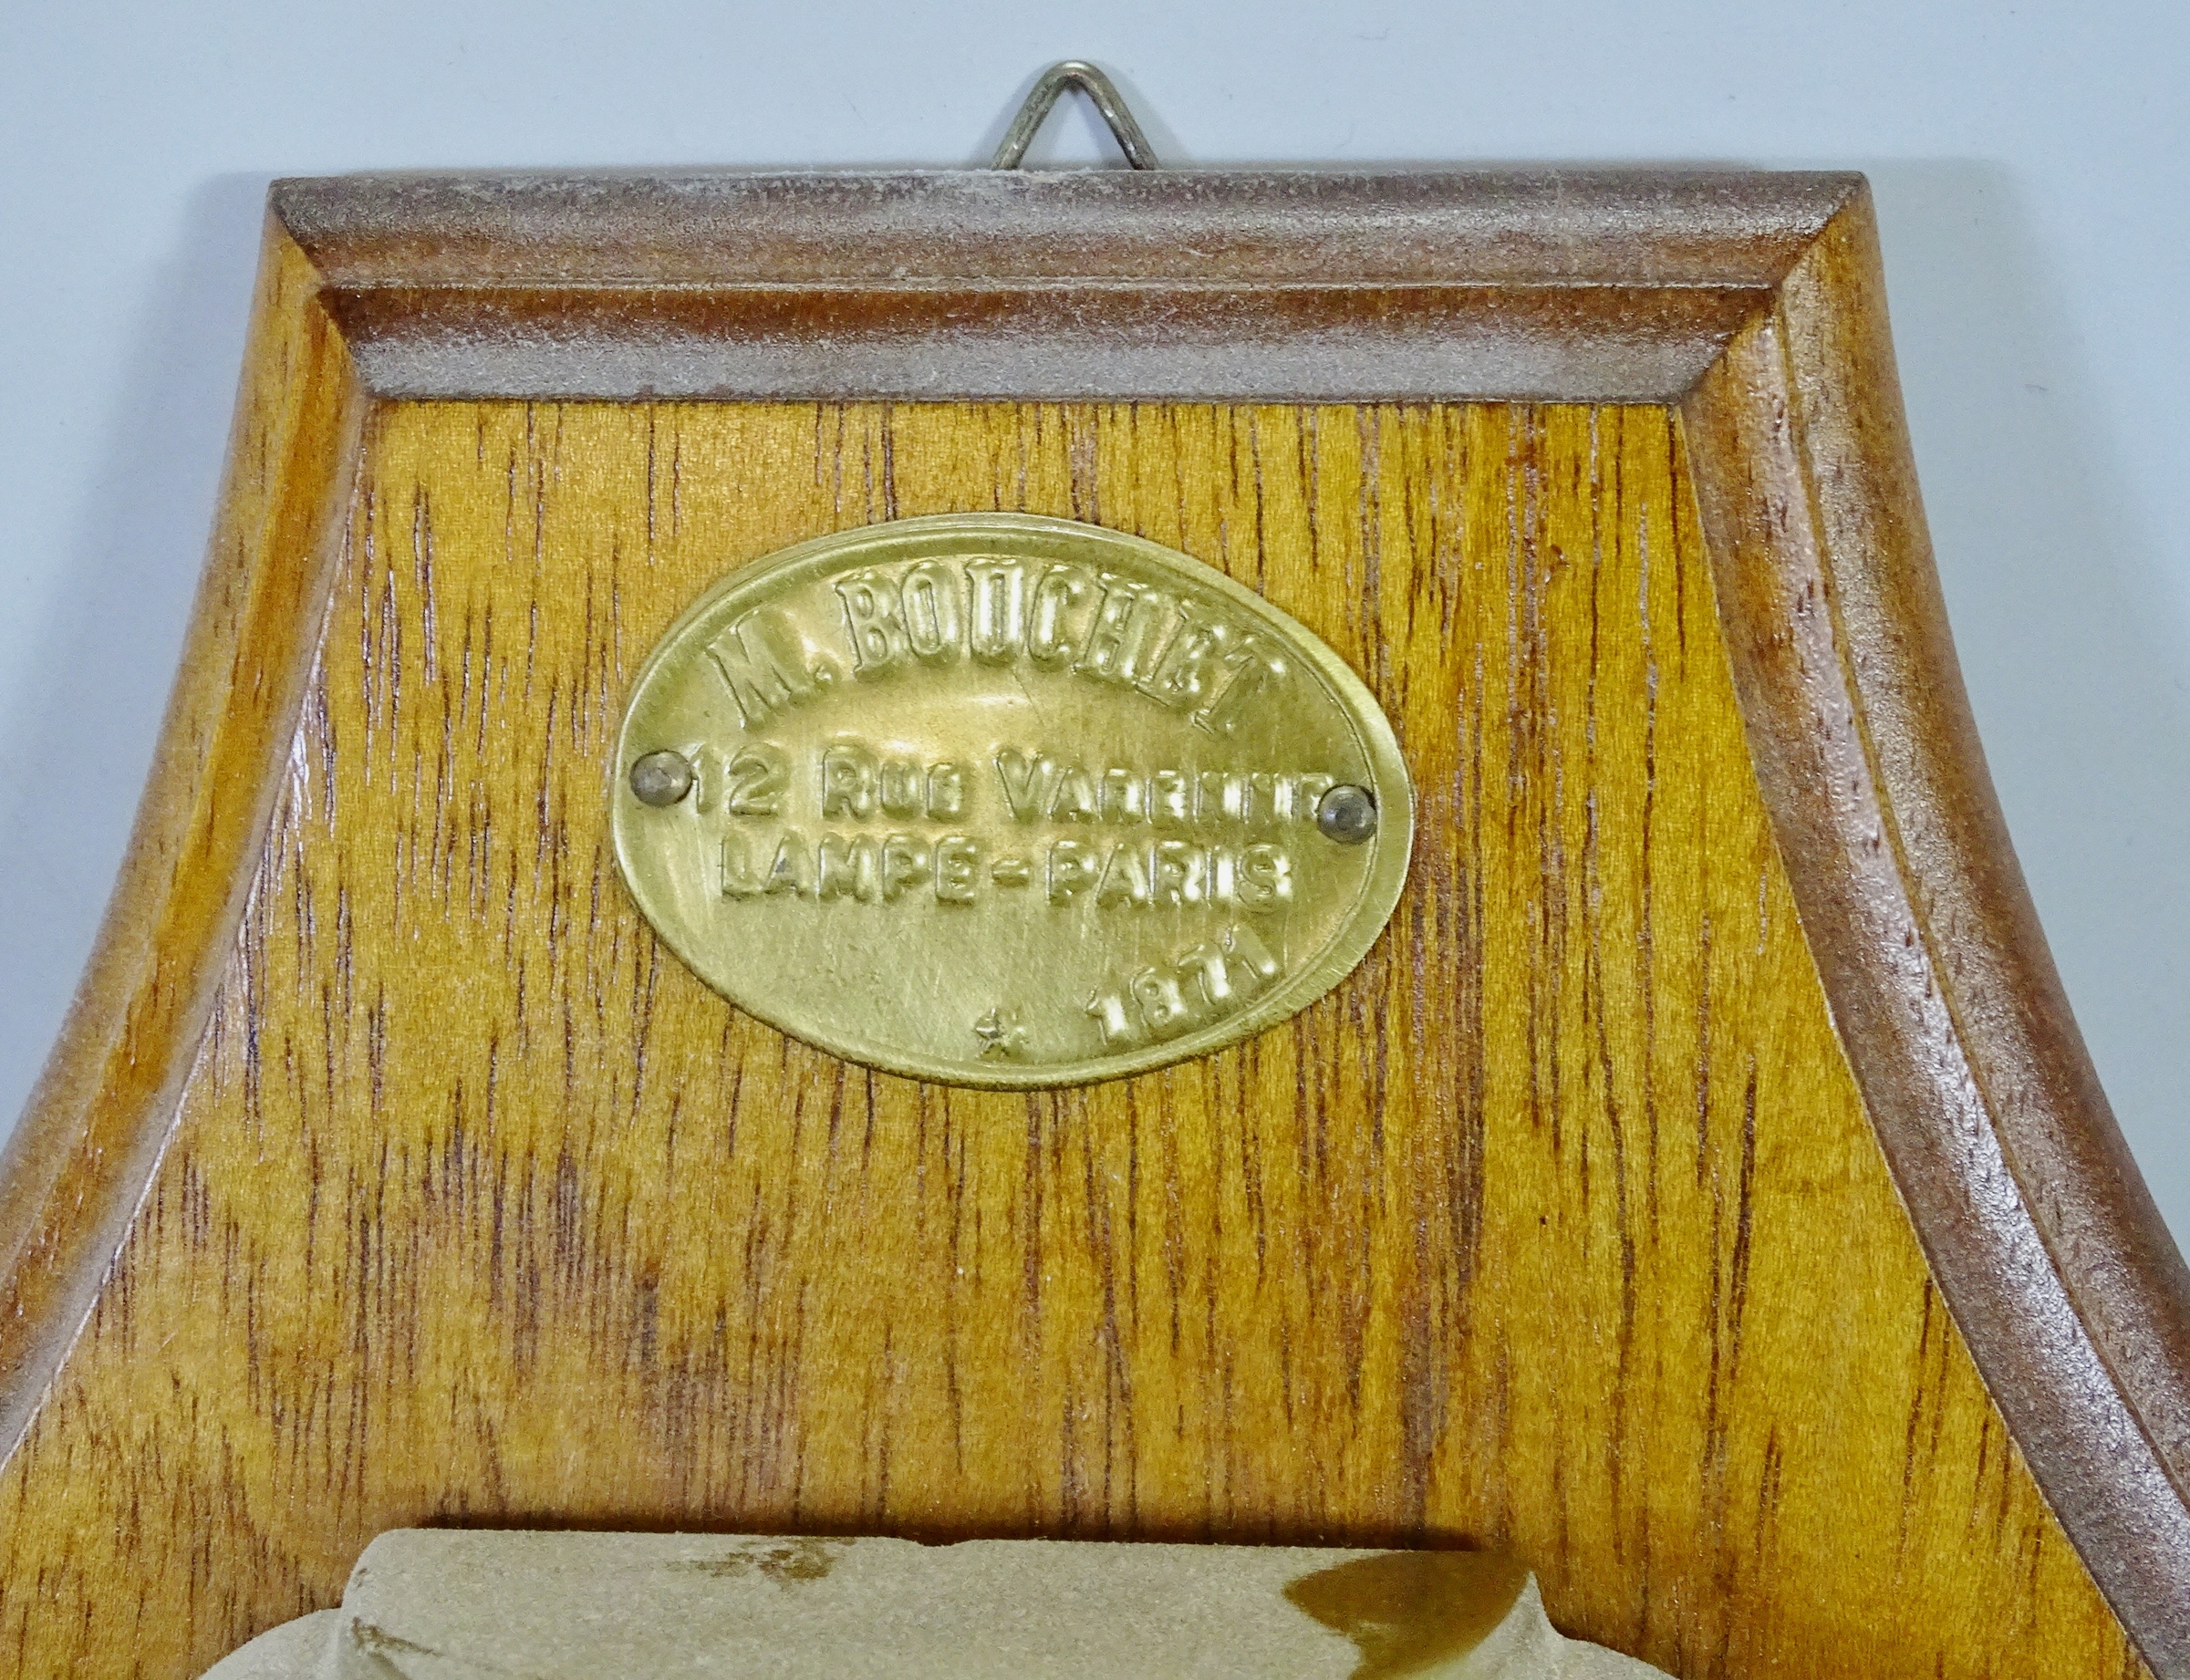 M. BOUCHET
12 RUE VARENNE
LAMPE-PARIS
★ 1871